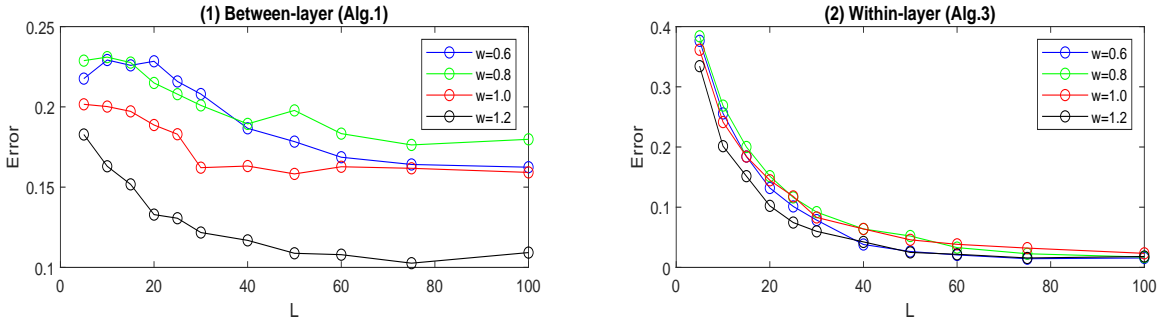 (1) Between-layer (Alg.1)
0.25
0.2
0.15
0.1
Error
w=0.6
w=0.8
w=1.0
w=1.2
0 20 40 60 80 100
L
(2) Within-layer (Alg.3)
0.4
0.3
0.2
0.1
0
Error
w=0.6
w=0.8
w=1.0
w=1.2
0 20 40 60 80 100
L